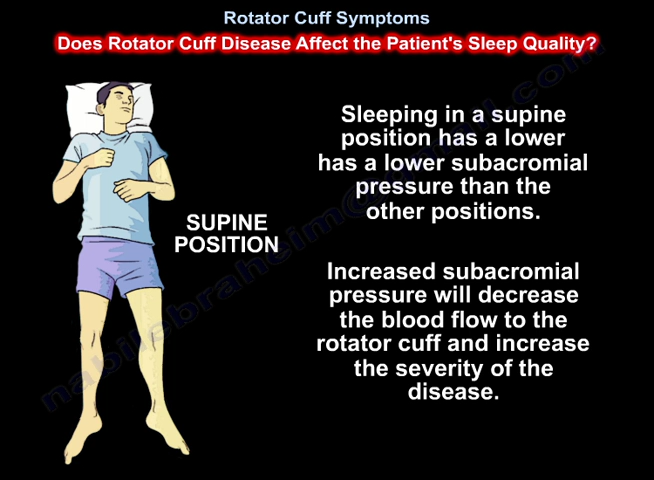 Rotator Cuff Symptoms
Does Rotator Cuff Disease Affect the Patient's Sleep Quality?
Sleeping in a supine
position has a lower
has a lower subacromial
pressure than the
other positions.
SUPINE
POSITION
Increased subacromial
pressure will decrease
the blood flow to the
rotator cuff and increase
the severity of the
disease.